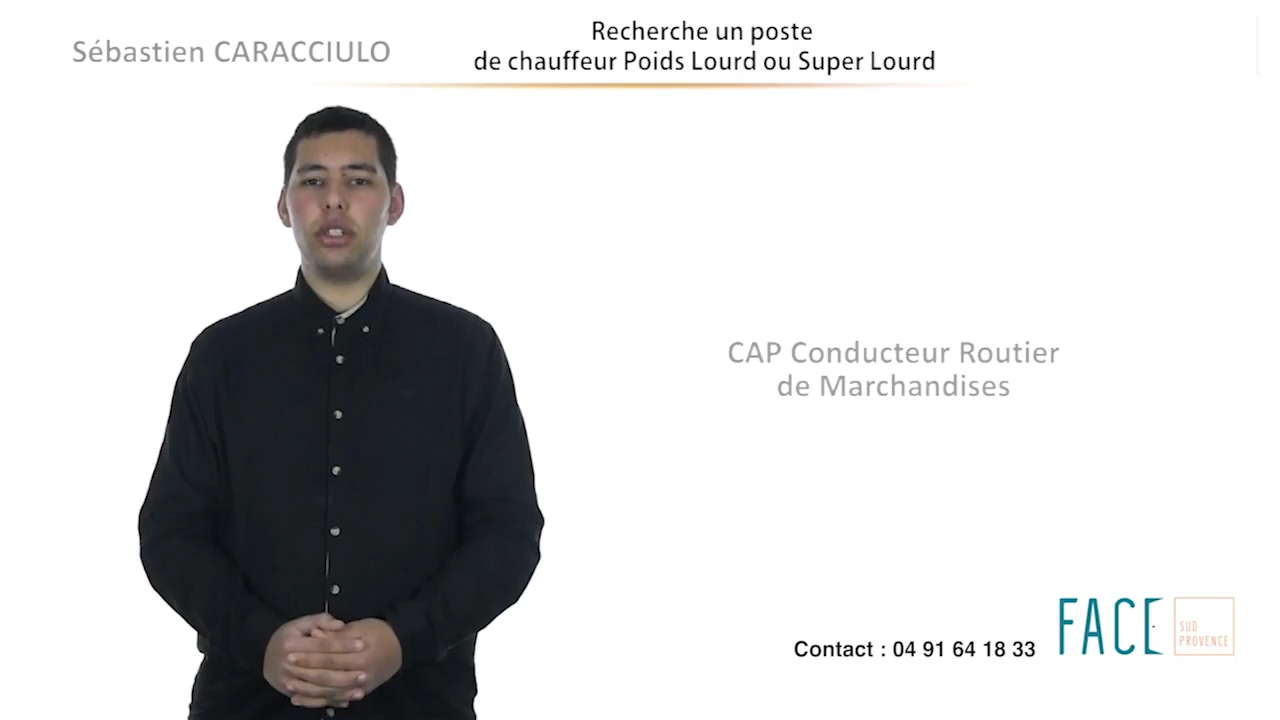 Sébastien CARACCIULO
Recherche un poste
de chauffeur Poids Lourd ou Super Lourd
CAP Conducteur Routier
de Marchandises
Contact : 04 91 64 18 33
FACE
SUD
PROVENCE